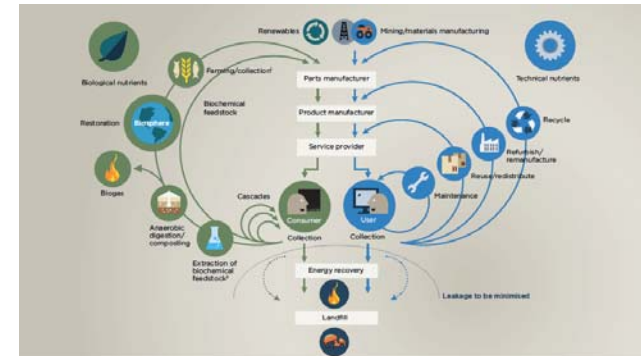 Renewables
Mining/materials manufacturing
Biological nutrients
Farming/collection¹
Parts manufacturer
Technical nutrients
Biochemical
feedstock
Restoration
Biosphere
Product manufacturer
Recycle
Service provider
Refurbish/
remanufacture
Reuse/redistribute
Biogas
Cascades
Maintenance
Consumer
User
Anaerobic
digestion/
composting
Collection
Collection
Extraction of
biochemical
feedstock²
Energy recovery
Leakage to be minimised
Landfill